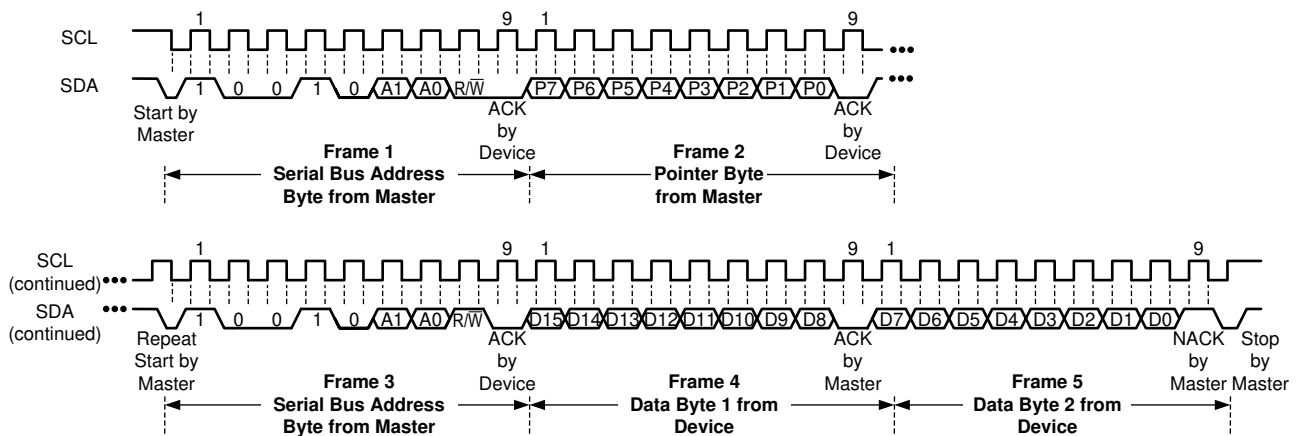 1 9 1 9
SCL •••
SDA 1 0 0 1 0 A1 A0 R/W̅ P7 P6 P5 P4 P3 P2 P1 P0 •••
Start by
Master
ACK
by
Device
ACK
by
Device
Frame 1
Serial Bus Address
Byte from Master
Frame 2
Pointer Byte
from Master
1 9 1 9 1 9
SCL
(continued) •••
SDA
(continued) ••• 1 0 0 1 0 A1 A0 R/W̅ D15 D14 D13 D12 D11 D10 D9 D8 D7 D6 D5 D4 D3 D2 D1 D0
Repeat
Start by
Master
ACK
by
Device
ACK
by
Master
NACK
by
Master
Stop
by
Master
Frame 3
Serial Bus Address
Byte from Master
Frame 4
Data Byte 1 from
Device
Frame 5
Data Byte 2 from
Device